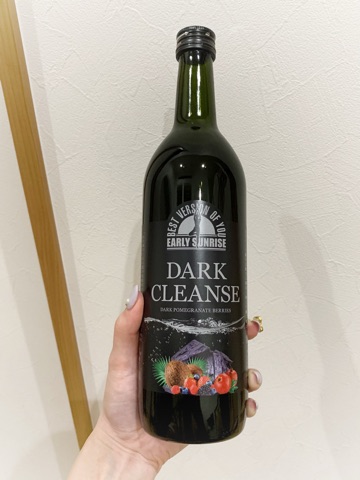 BEST VERSION OF YOU
EARLY SUNRISE
DARK
CLEANSE
DARK POMEGRANATE BERRIES